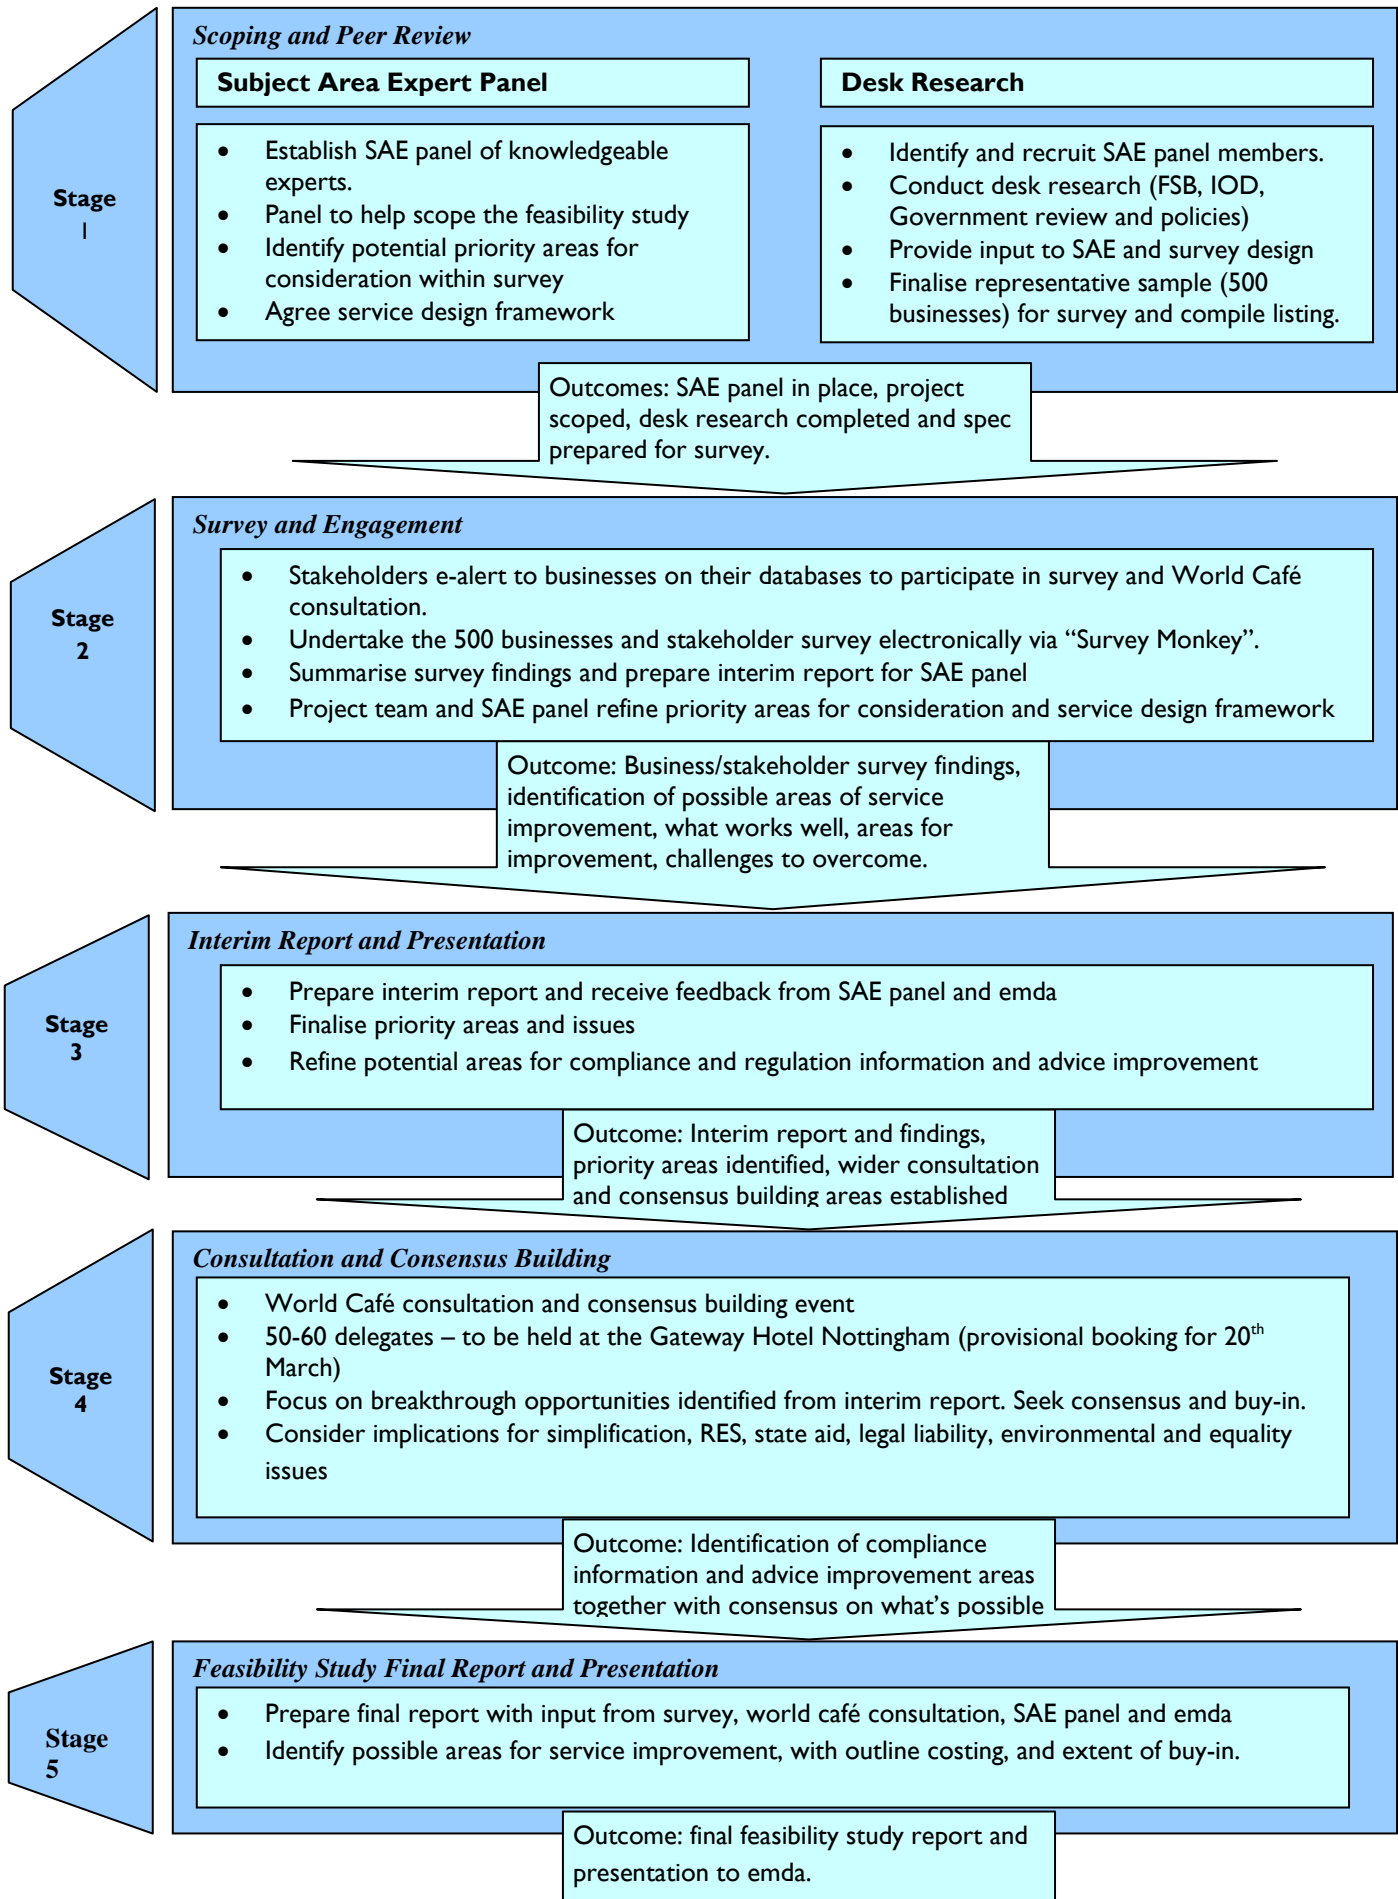 Scoping and Peer Review
Subject Area Expert Panel
• Establish SAE panel of knowledgeable
experts.
• Panel to help scope the feasibility study
• Identify potential priority areas for
consideration within survey
• Agree service design framework
Desk Research
• Identify and recruit SAE panel members.
• Conduct desk research (FSB, IOD,
Government review and policies)
• Provide input to SAE and survey design
• Finalise representative sample (500
businesses) for survey and compile listing.
Stage
1
Outcomes: SAE panel in place, project
scoped, desk research completed and spec
prepared for survey.
Survey and Engagement
• Stakeholders e-alert to businesses on their databases to participate in survey and World Café
consultation.
• Undertake the 500 businesses and stakeholder survey electronically via “Survey Monkey”.
• Summarise survey findings and prepare interim report for SAE panel
• Project team and SAE panel refine priority areas for consideration and service design framework
Stage
2
Outcome: Business/stakeholder survey findings,
identification of possible areas of service
improvement, what works well, areas for
improvement, challenges to overcome.
Interim Report and Presentation
• Prepare interim report and receive feedback from SAE panel and emda
• Finalise priority areas and issues
• Refine potential areas for compliance and regulation information and advice improvement
Stage
3
Outcome: Interim report and findings,
priority areas identified, wider consultation
and consensus building areas established
Consultation and Consensus Building
• World Café consultation and consensus building event
• 50-60 delegates – to be held at the Gateway Hotel Nottingham (provisional booking for 20th
March)
• Focus on breakthrough opportunities identified from interim report. Seek consensus and buy-in.
• Consider implications for simplification, RES, state aid, legal liability, environmental and equality
issues
Stage
4
Outcome: Identification of compliance
information and advice improvement areas
together with consensus on what’s possible
Feasibility Study Final Report and Presentation
• Prepare final report with input from survey, world café consultation, SAE panel and emda
• Identify possible areas for service improvement, with outline costing, and extent of buy-in.
Stage
5
Outcome: final feasibility study report and
presentation to emda.